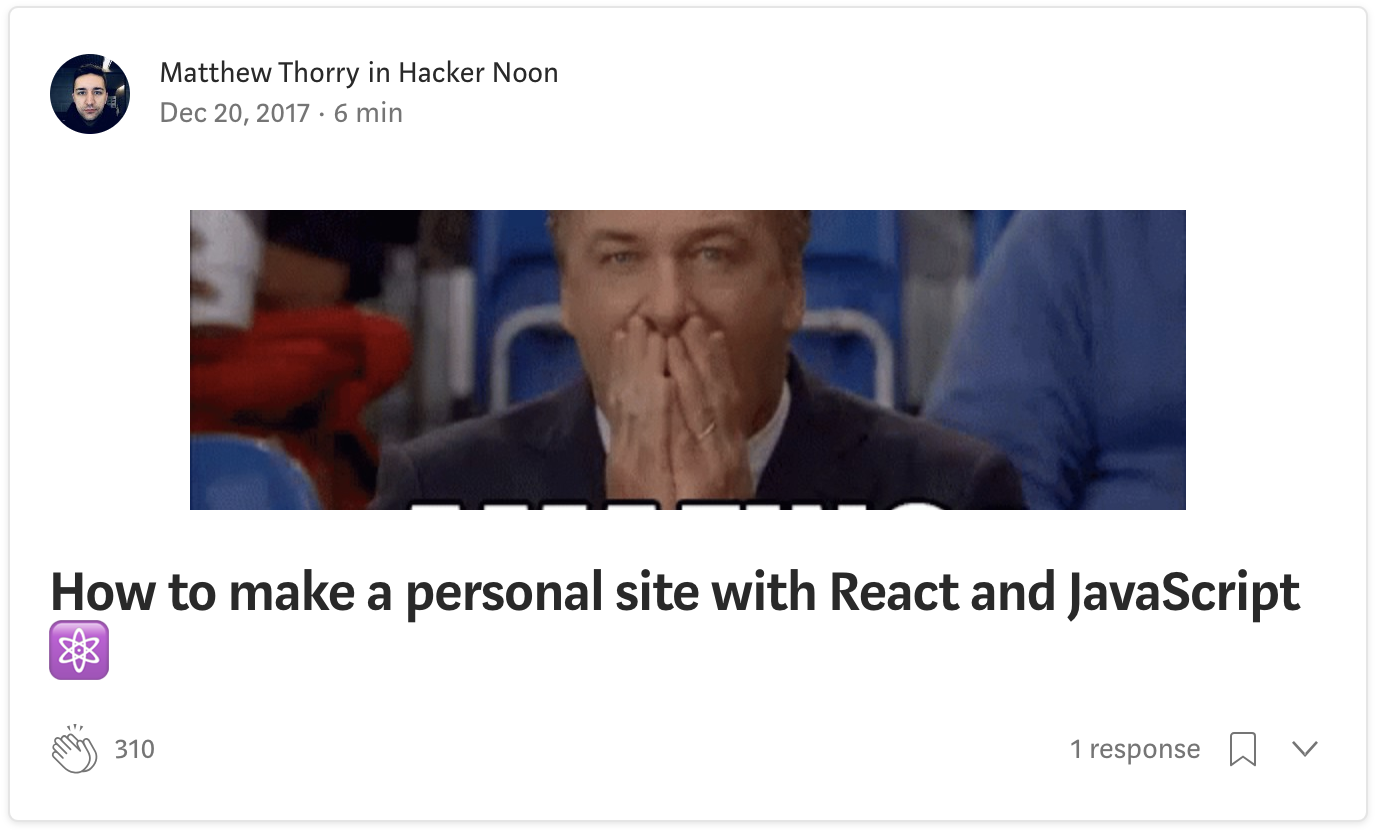 Matthew Thorry in Hacker Noon
Dec 20, 2017 · 6 min
How to make a personal site with React and JavaScript
310
1 response